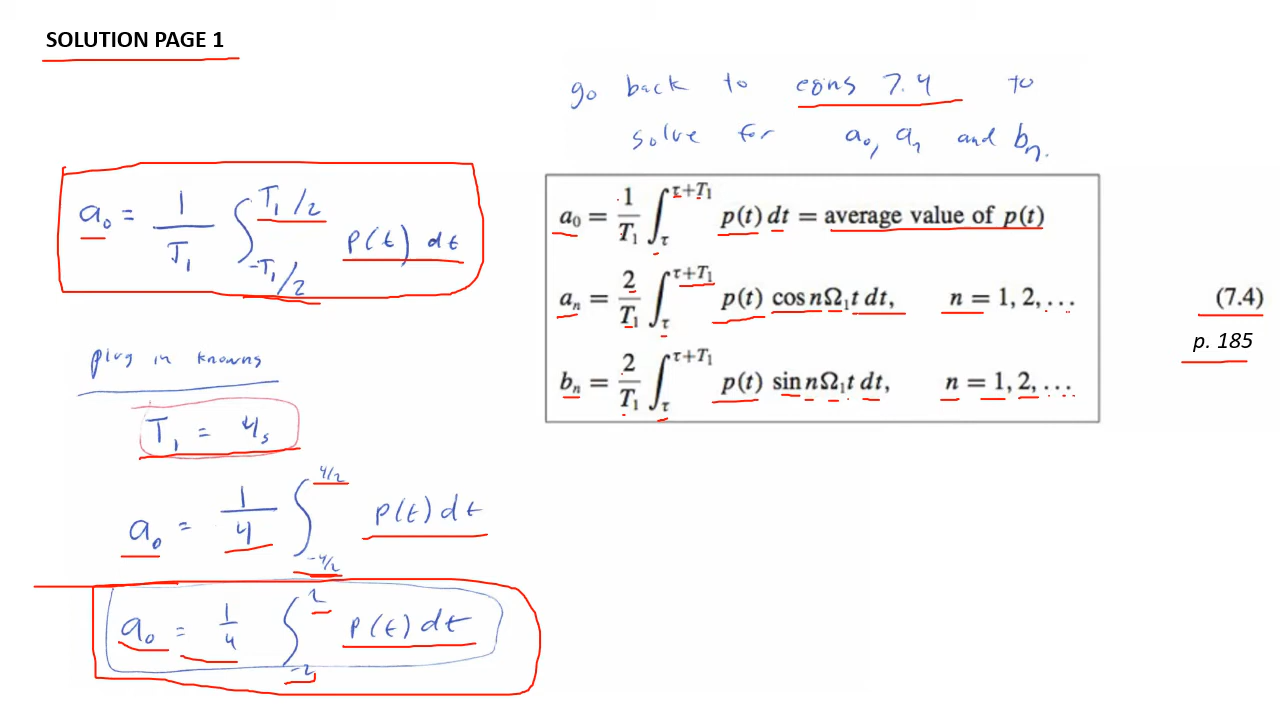 SOLUTION PAGE 1
go back to eqns 7.4 to
solve for a₀, aₙ and bₙ.
a₀ = 1/T₁ ∫_{-T₁/2}^{T₁/2} p(t) dt
a₀ = 1/T₁ ∫_τ^{τ+T₁} p(t) dt = average value of p(t)
aₙ = 2/T₁ ∫_τ^{τ+T₁} p(t) cos nΩ₁t dt, n = 1, 2, ...
(7.4)
p. 185
bₙ = 2/T₁ ∫_τ^{τ+T₁} p(t) sin nΩ₁t dt, n = 1, 2, ...
plug in knowns
T₁ = 4s
a₀ = 1/4 ∫_{-4/2}^{4/2} p(t) dt
a₀ = 1/4 ∫_{-2}^{2} p(t) dt